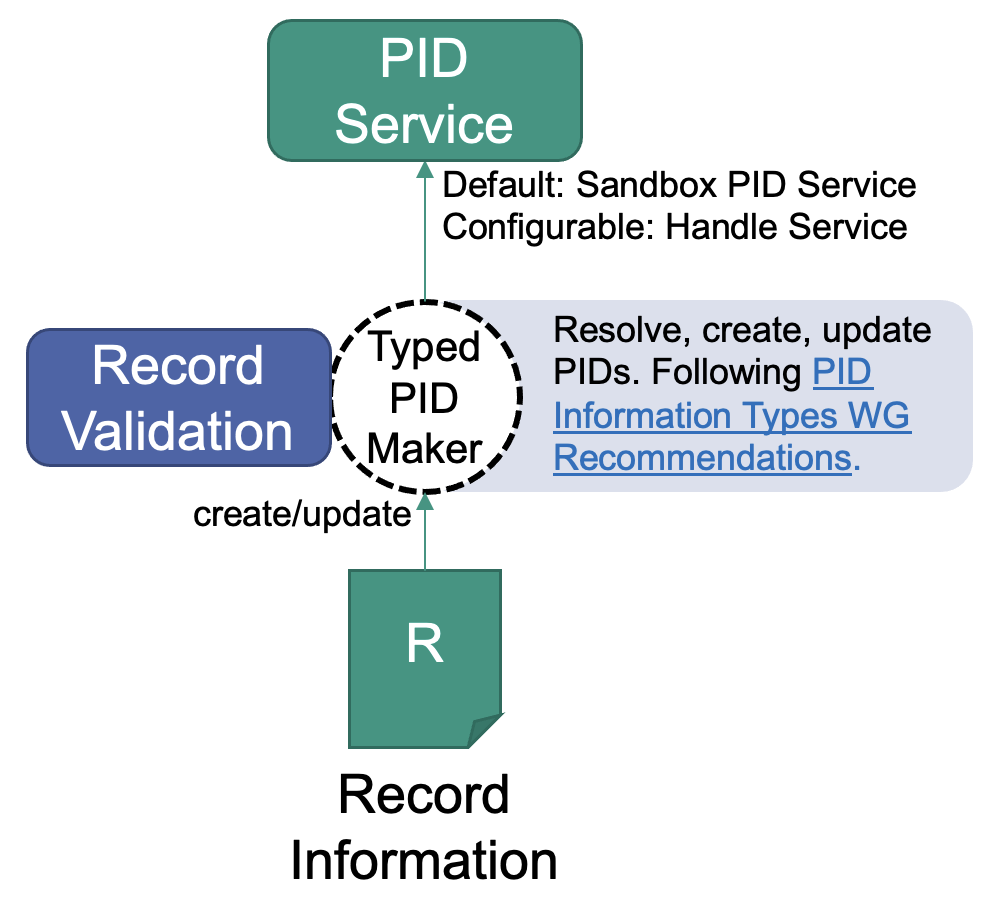 PID
Service
Default: Sandbox PID Service
Configurable: Handle Service
Record
Validation
Typed
PID
Maker
Resolve, create, update
PIDs. Following PID
Information Types WG
Recommendations.
create/update
R
Record
Information